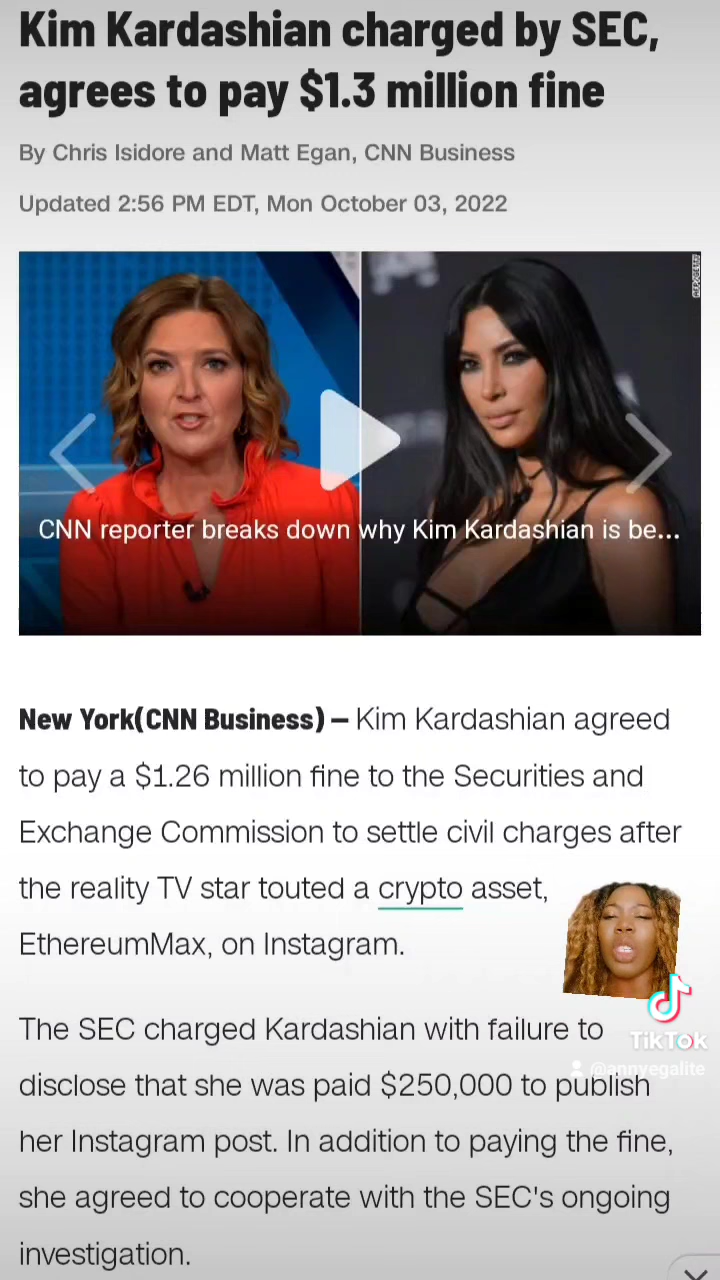 Kim Kardashian charged by SEC,
agrees to pay $1.3 million fine
By Chris Isidore and Matt Egan, CNN Business
Updated 2:56 PM EDT, Mon October 03, 2022
AFP/GETTY
CNN reporter breaks down why Kim Kardashian is be...
New York(CNN Business) — Kim Kardashian agreed
to pay a $1.26 million fine to the Securities and
Exchange Commission to settle civil charges after
the reality TV star touted a crypto asset,
EthereumMax, on Instagram.
The SEC charged Kardashian with failure to
disclose that she was paid $250,000 to publish
her Instagram post. In addition to paying the fine,
she agreed to cooperate with the SEC's ongoing
investigation.
TikTok
@annyegalite